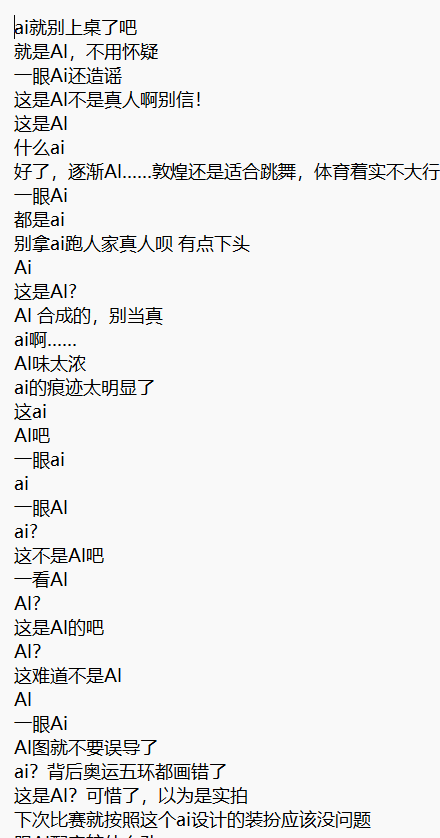 ai就别上桌了吧
就是AI，不用怀疑
一眼Ai还造谣
这是AI不是真人啊别信！
这是AI
什么ai
好了，逐渐AI......敦煌还是适合跳舞，体育着实不大行
一眼Ai
都是ai
别拿ai跑人家真人呗 有点下头
Ai
这是AI？
AI 合成的，别当真
ai啊......
AI味太浓
ai的痕迹太明显了
这ai
AI吧
一眼ai
ai
一眼AI
ai？
这不是AI吧
一看AI
AI？
这是AI的吧
AI？
这难道不是AI
AI
一眼Ai
AI图就不要误导了
ai？背后奥运五环都画错了
这是AI？可惜了，以为是实拍
下次比赛就按照这个ai设计的装扮应该没问题